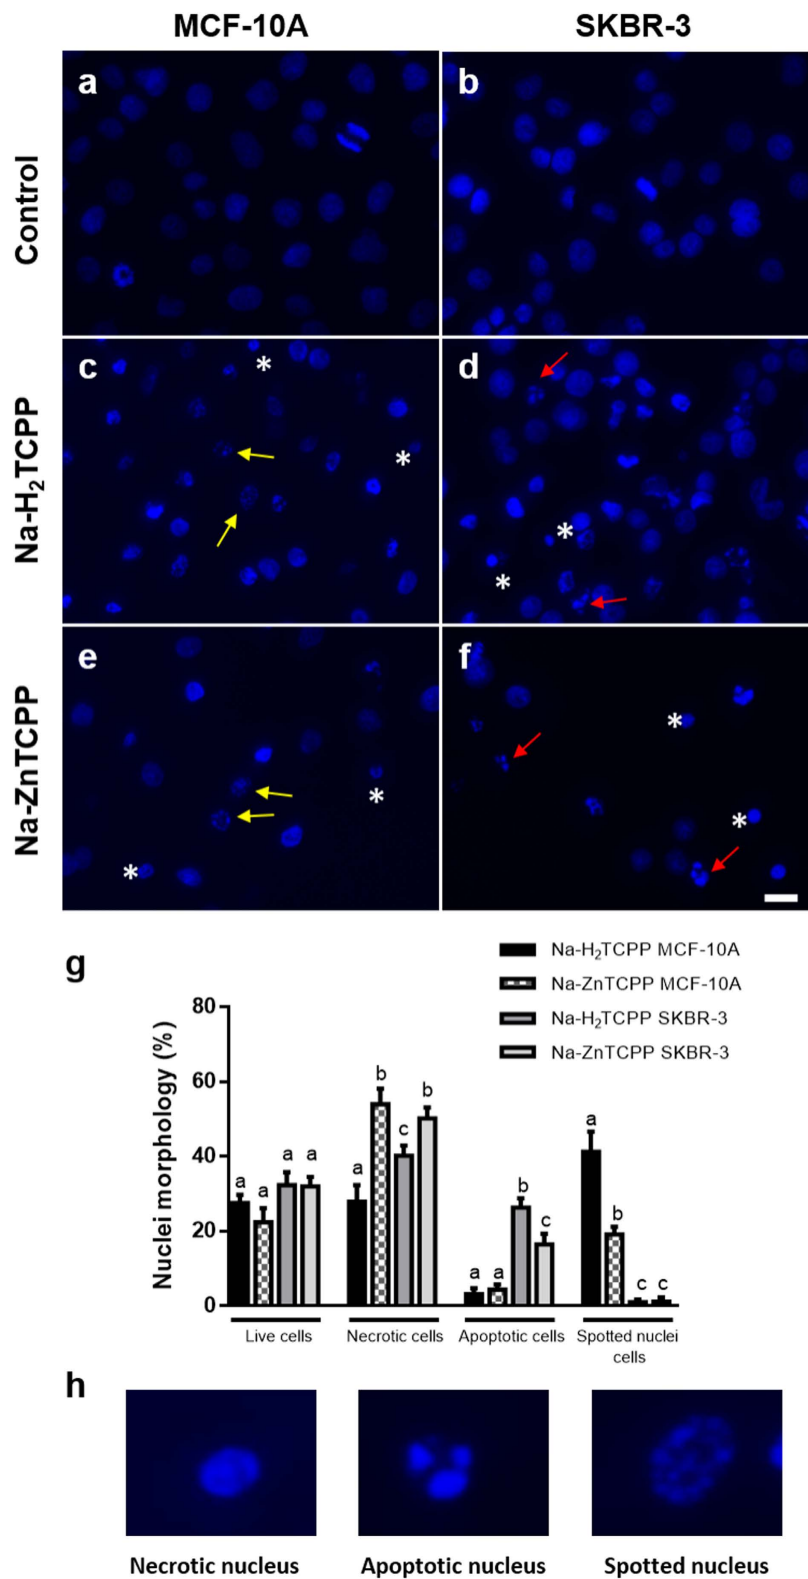 MCF-10A SKBR-3
Control
a
b
Na-H₂TCPP
c
*
*
d
*
*
Na-ZnTCPP
e
*
*
f
*
*
g
Na-H₂TCPP MCF-10A
Na-ZnTCPP MCF-10A
Na-H₂TCPP SKBR-3
Na-ZnTCPP SKBR-3
Nuclei morphology (%)
80
60
40
20
0
a a a a
a b c b
a a b c
a b c c
Live cells
Necrotic cells
Apoptotic cells
Spotted nuclei
cells
h
Necrotic nucleus Apoptotic nucleus Spotted nucleus